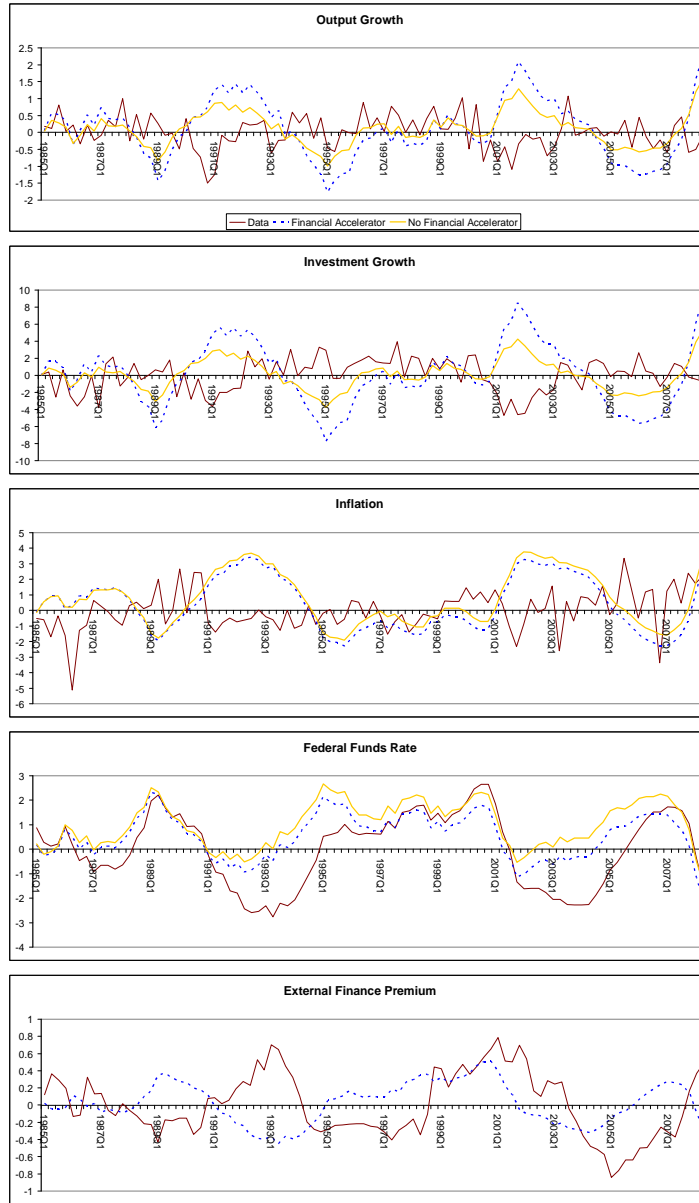 Output Growth
2.5
2
1.5
1
0.5
0
-0.5
-1
-1.5
-2
1985Q1
1987Q1
1989Q1
1991Q1
1993Q1
1995Q1
1997Q1
1999Q1
2001Q1
2003Q1
2005Q1
2007Q1
Data
Financial Accelerator
No Financial Accelerator
Investment Growth
10
8
6
4
2
0
-2
-4
-6
-8
-10
1985Q1
1987Q1
1989Q1
1991Q1
1993Q1
1995Q1
1997Q1
1999Q1
2001Q1
2003Q1
2005Q1
2007Q1
Inflation
5
4
3
2
1
0
-1
-2
-3
-4
-5
-6
1985Q1
1987Q1
1989Q1
1991Q1
1993Q1
1995Q1
1997Q1
1999Q1
2001Q1
2003Q1
2005Q1
2007Q1
Federal Funds Rate
3
2
1
0
-1
-2
-3
-4
1985Q1
1987Q1
1989Q1
1991Q1
1993Q1
1995Q1
1997Q1
1999Q1
2001Q1
2003Q1
2005Q1
2007Q1
External Finance Premium
1
0.8
0.6
0.4
0.2
0
-0.2
-0.4
-0.6
-0.8
-1
1985Q1
1987Q1
1989Q1
1991Q1
1993Q1
1995Q1
1997Q1
1999Q1
2001Q1
2003Q1
2005Q1
2007Q1